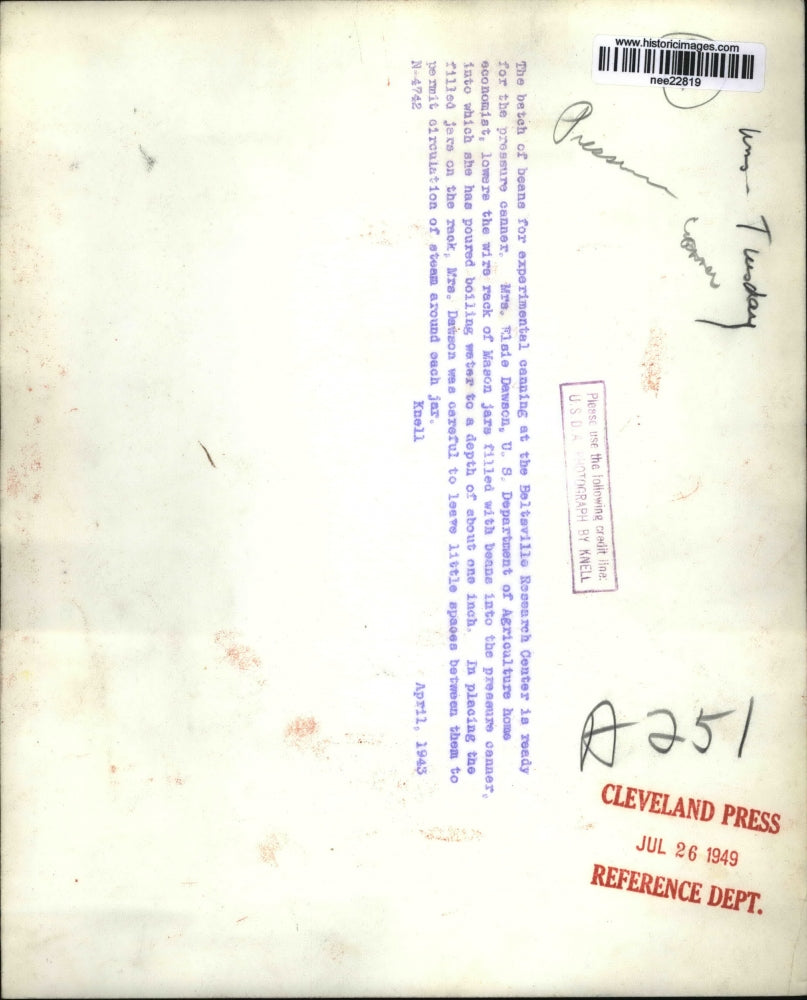 www.historicimages.com
nee22819
Tuesday
Pressure
Canner
Please use the following credit line:
U. S. D. A. PHOTOGRAPH BY KNELL
The batch of beans for experimental canning at the Beltsville Research Center is ready
for the pressure canner. Mrs. Elsie Dawson, U. S. Department of Agriculture home
economist, lowers the wire rack of Mason jars filled with beans into the pressure canner,
into which she has poured boiling water to a depth of about one inch. In placing the
filled jars on the rack, Mrs. Dawson was careful to leave little spaces between them to
permit circulation of steam around each jar.
N-4742 Knell April, 1943
A 251
CLEVELAND PRESS
JUL 26 1949
REFERENCE DEPT.